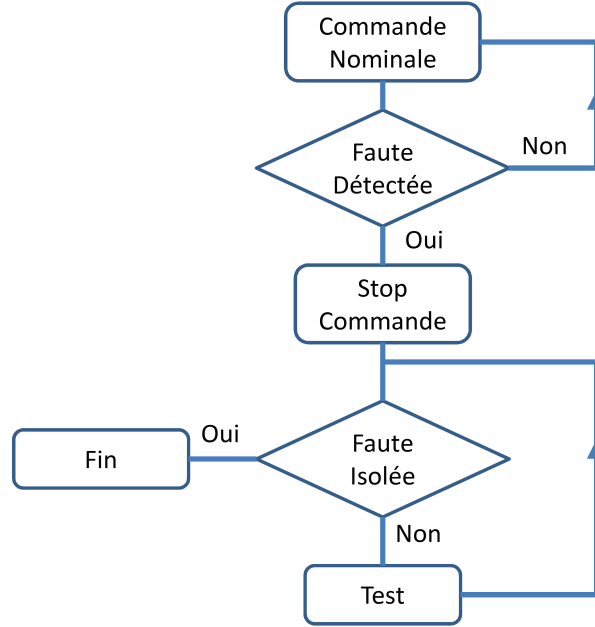 Commande
Nominale
Faute
Détectée
Non
Oui
Stop
Commande
Oui
Fin
Faute
Isolée
Non
Test